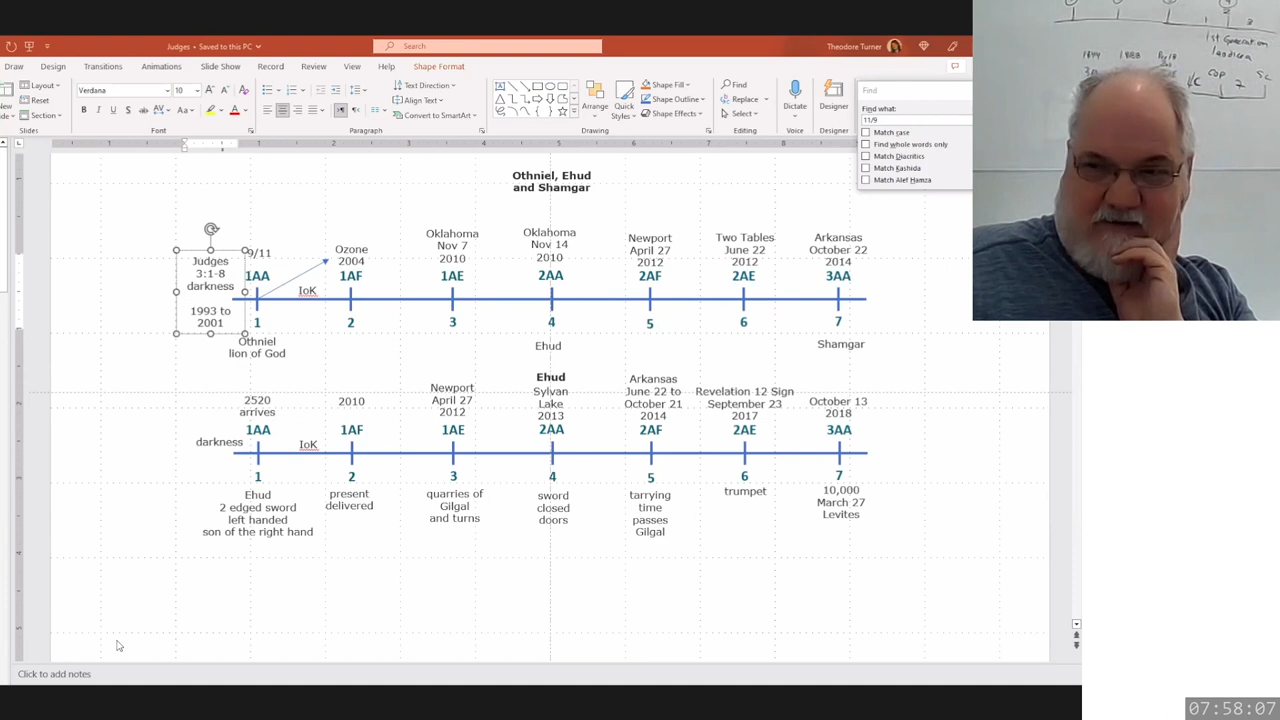 Judges • Saved to this PC
Search
Theodore Turner
Draw Design Transitions Animations Slide Show Record Review View Help Shape Format
Layout
Reset
Section
Slides
Verdana 10
Font
Paragraph
Text Direction
Align Text
Convert to SmartArt
Arrange
Quick
Styles
Shape Fill
Shape Outline
Shape Effects
Drawing
Find
Replace
Select
Editing
Dictate
Voice
Designer
Designer
Find
Find what:
11/9
Match case
Find whole words only
Match Diacritics
Match Kashida
Match Alef Hamza
Othniel, Ehud
and Shamgar
Judges
3:1-8
darkness
1993 to
2001
9/11
1AA
IoK
1
Othniel
lion of God
Ozone
2004
1AF
2
Oklahoma
Nov 7
2010
1AE
3
Oklahoma
Nov 14
2010
2AA
4
Ehud
Newport
April 27
2012
2AF
5
Two Tables
June 22
2012
2AE
6
Arkansas
October 22
2014
3AA
7
Shamgar
darkness
2520
arrives
1AA
IoK
1
Ehud
2 edged sword
left handed
son of the right hand
2010
1AF
2
present
delivered
Newport
April 27
2012
1AE
3
quarries of
Gilgal
and turns
Ehud
Sylvan
Lake
2013
2AA
4
sword
closed
doors
Arkansas
June 22 to
October 21
2014
2AF
5
tarrying
time
passes
Gilgal
Revelation 12 Sign
September 23
2017
2AE
6
trumpet
October 13
2018
3AA
7
10,000
March 27
Levites
Click to add notes
1st Generation
Laodicea
1844 1888
07:58:07